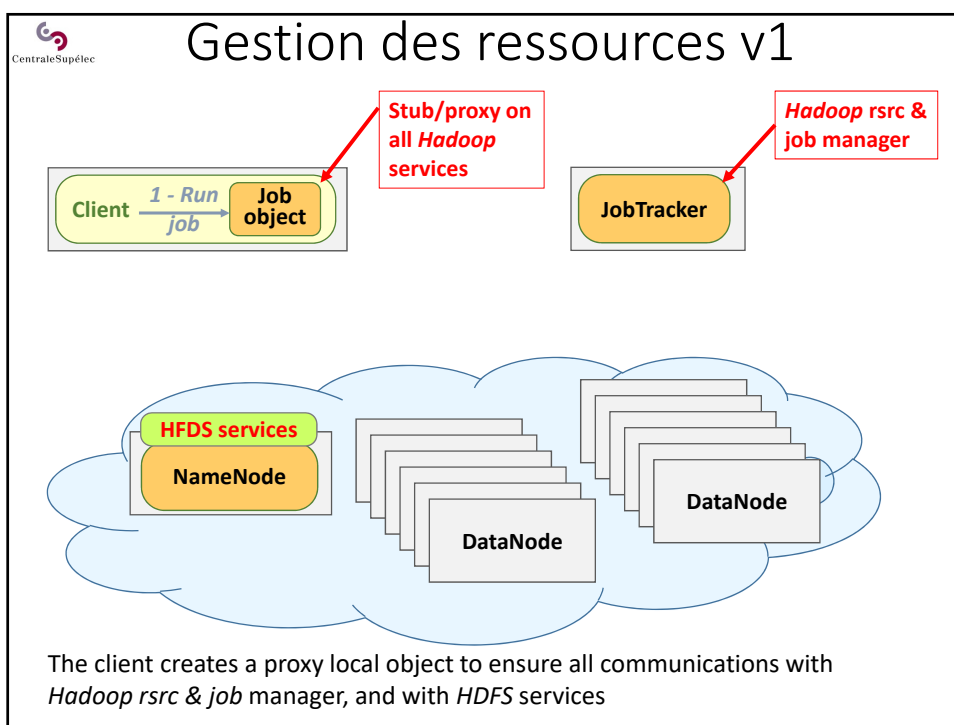 CentraleSupélec
Gestion des ressources v1
Stub/proxy on
all Hadoop
services
Hadoop rsrc &
job manager
Client
1 - Run
job
Job
object
JobTracker
HFDS services
NameNode
DataNode
DataNode
The client creates a proxy local object to ensure all communications with
Hadoop rsrc & job manager, and with HDFS services